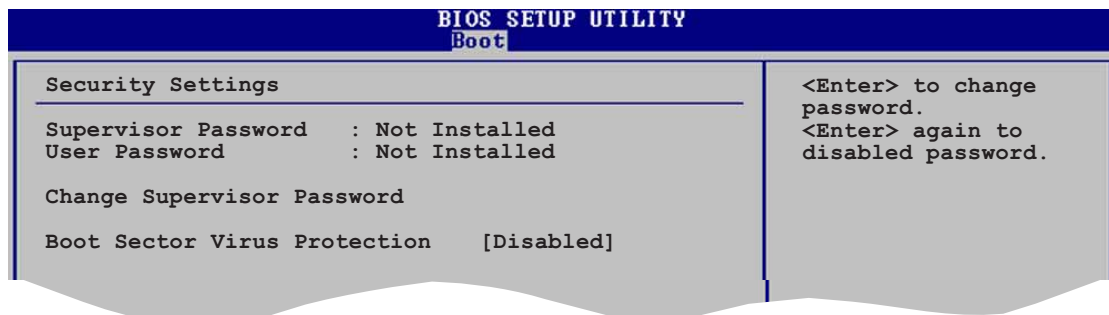 BIOS SETUP UTILITY
Boot
Security Settings
Supervisor Password : Not Installed
User Password : Not Installed
Change Supervisor Password
Boot Sector Virus Protection [Disabled]
<Enter> to change
password.
<Enter> again to
disabled password.